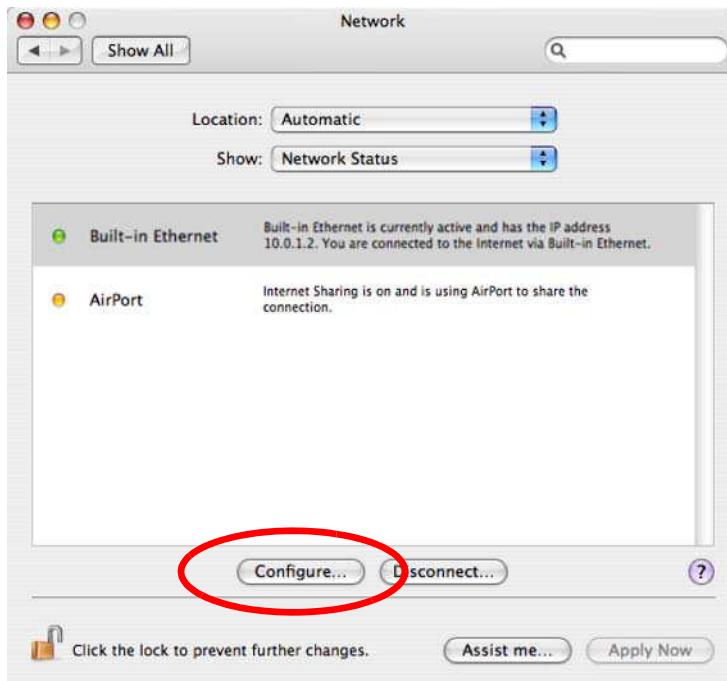 Network
Show All
Location: Automatic
Show: Network Status
Built-in Ethernet
Built-in Ethernet is currently active and has the IP address
10.0.1.2. You are connected to the Internet via Built-in Ethernet.
AirPort
Internet Sharing is on and is using AirPort to share the
connection.
Configure...
Disconnect...
?
Click the lock to prevent further changes.
Assist me...
Apply Now